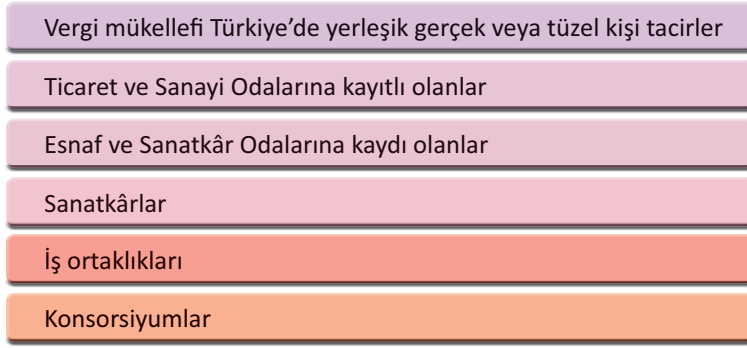 Vergi mükellefi Türkiye’de yerleşik gerçek veya tüzel kişi tacirler
Ticaret ve Sanayi Odalarına kayıtlı olanlar
Esnaf ve Sanatkâr Odalarına kaydı olanlar
Sanatkârlar
İş ortaklıkları
Konsorsiyumlar